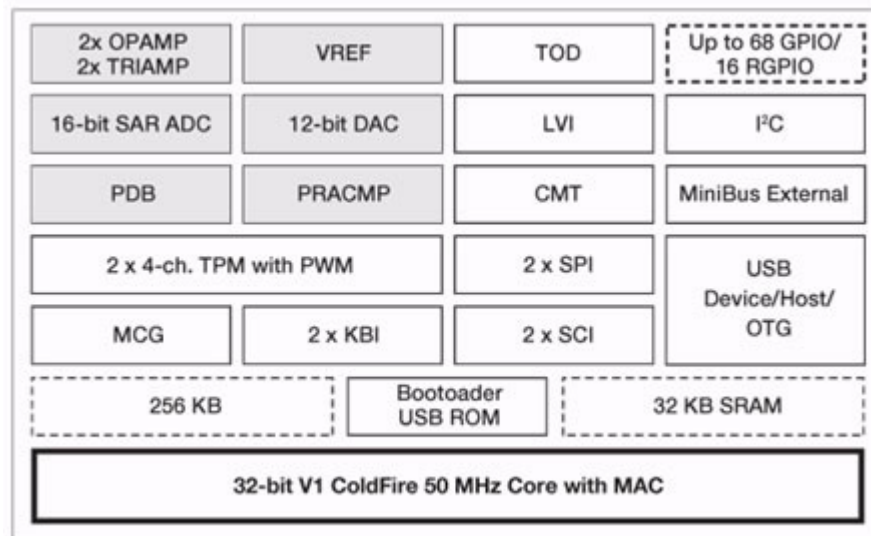 2x OPAMP
2x TRIAMP
VREF
TOD
Up to 68 GPIO/
16 RGPIO
16-bit SAR ADC
12-bit DAC
LVI
I²C
PDB
PRACMP
CMT
MiniBus External
2 x 4-ch. TPM with PWM
2 x SPI
USB
Device/Host/
OTG
MCG
2 x KBI
2 x SCI
256 KB
Bootoader
USB ROM
32 KB SRAM
32-bit V1 ColdFire 50 MHz Core with MAC